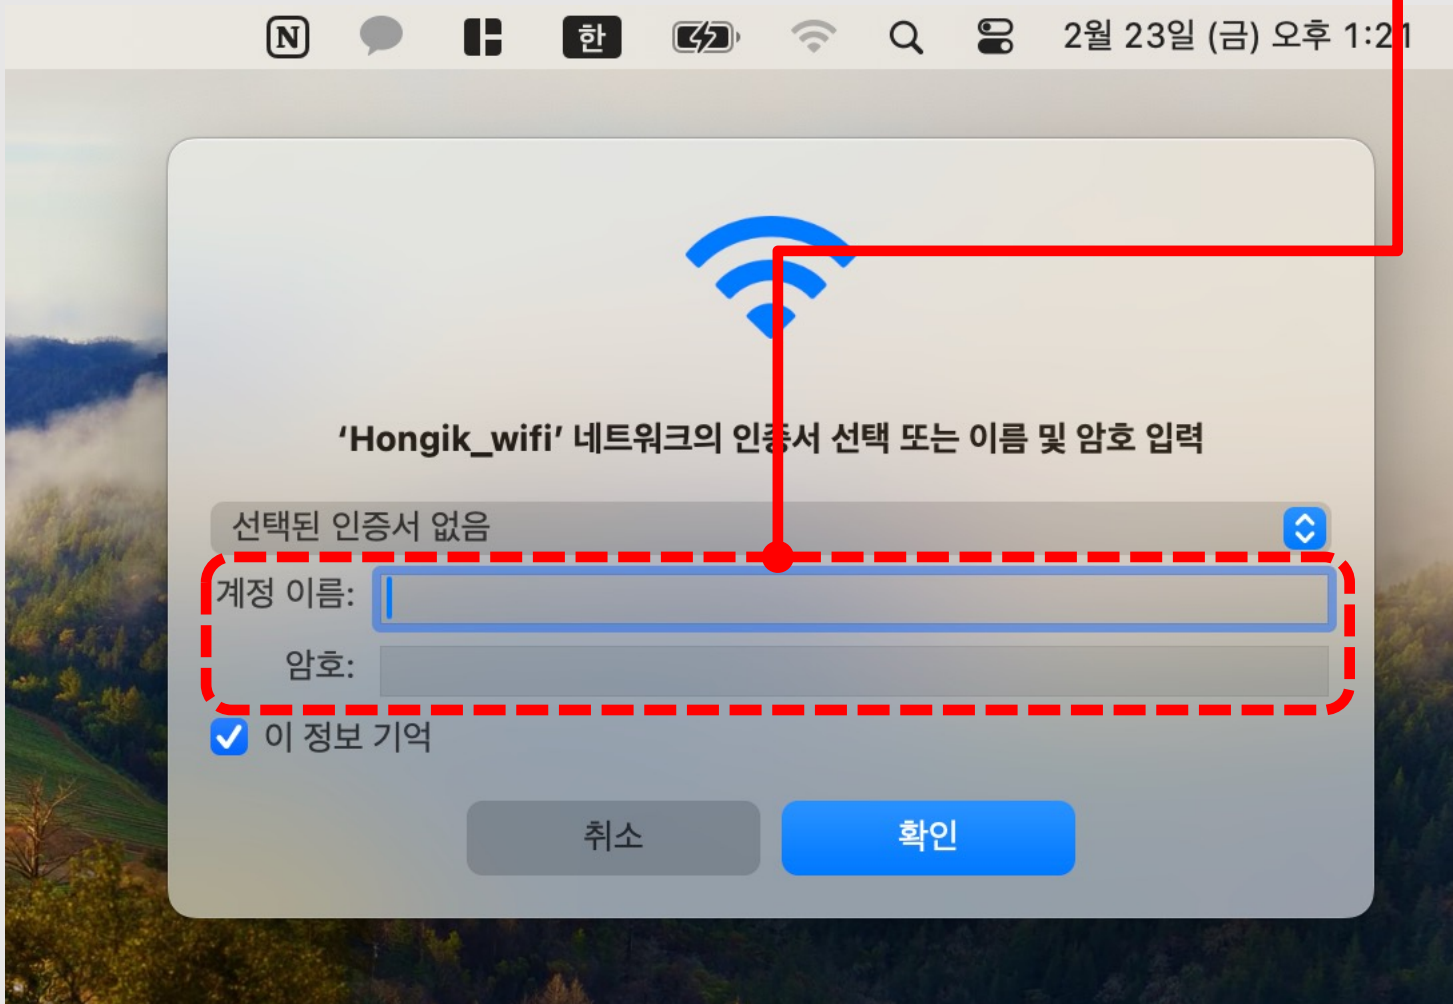 N 한 2월 23일 (금) 오후 1:21
‘Hongik_wifi’ 네트워크의 인증서 선택 또는 이름 및 암호 입력
선택된 인증서 없음
계정 이름:
암호:
이 정보 기억
취소 확인